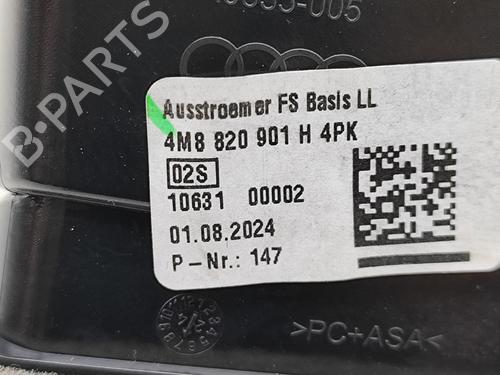 -005
Ausstroemer FS Basis LL
4M8 820 901 H 4PK
02S
10631 00002
01.08.2024
P-Nr.: 147
>PC+ASA<
B-Parts